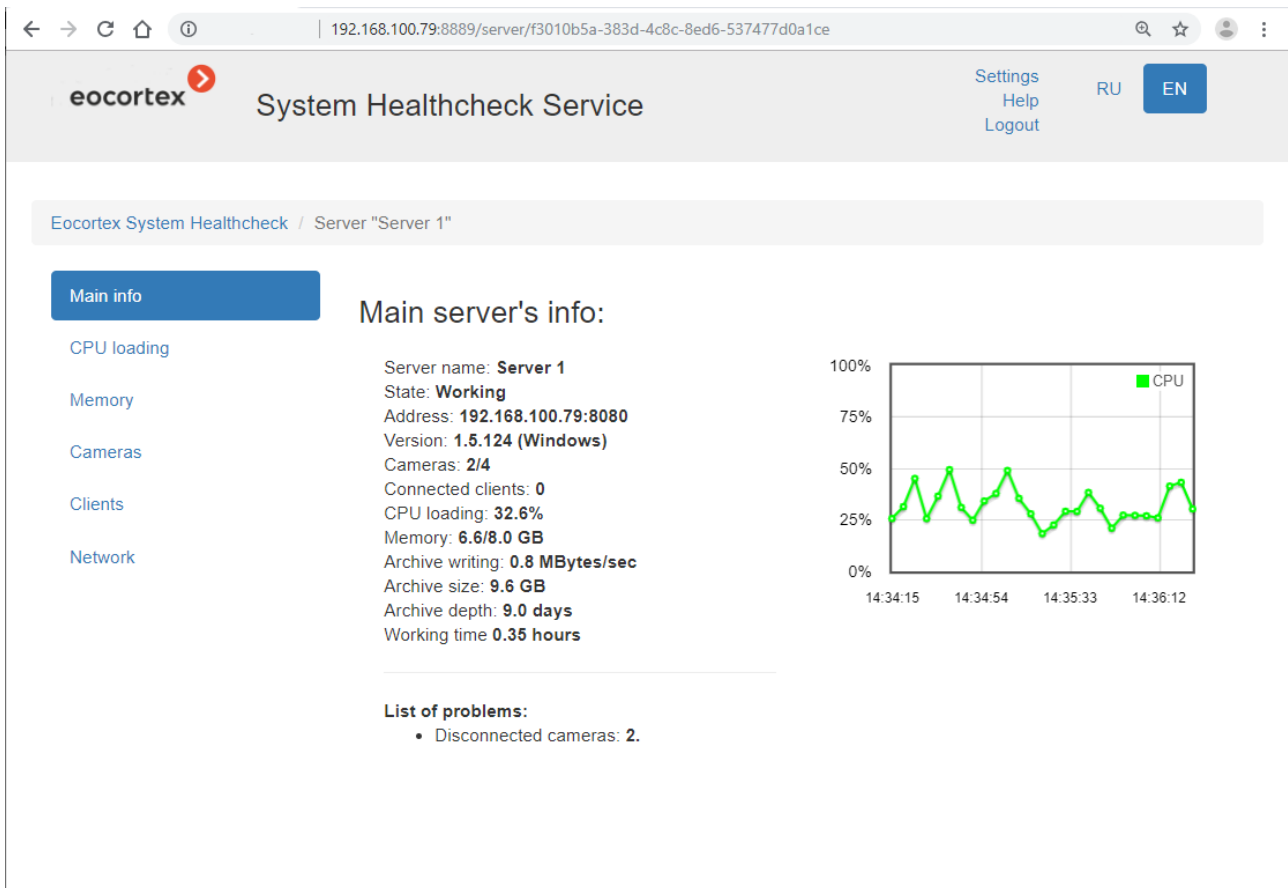 192.168.100.79:8889/server/f3010b5a-383d-4c8c-8ed6-537477d0a1ce
eocortex
System Healthcheck Service
Settings
Help
Logout
RU
EN
Eocortex System Healthcheck / Server "Server 1"
Main info
CPU loading
Memory
Cameras
Clients
Network
Main server's info:
Server name: Server 1
State: Working
Address: 192.168.100.79:8080
Version: 1.5.124 (Windows)
Cameras: 2/4
Connected clients: 0
CPU loading: 32.6%
Memory: 6.6/8.0 GB
Archive writing: 0.8 MBytes/sec
Archive size: 9.6 GB
Archive depth: 9.0 days
Working time 0.35 hours
List of problems:
• Disconnected cameras: 2.
100%
75%
50%
25%
0%
CPU
14:34:15 14:34:54 14:35:33 14:36:12